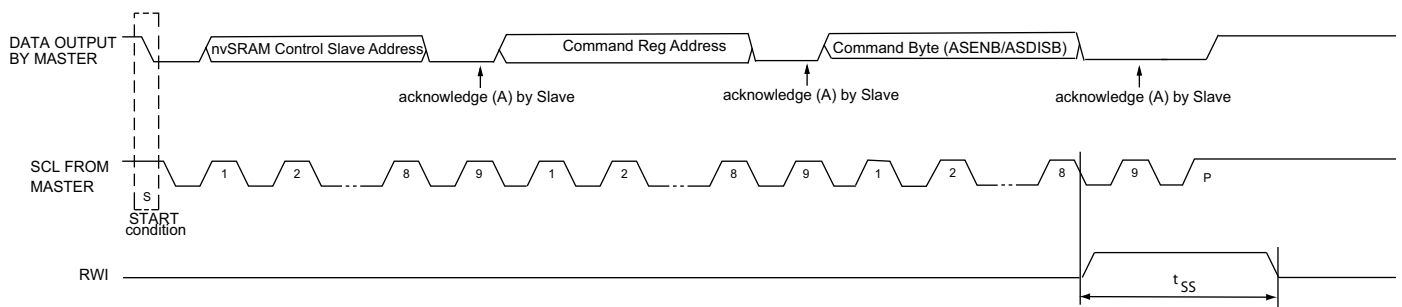 DATA OUTPUT
BY MASTER
nvSRAM Control Slave Address
Command Reg Address
Command Byte (ASENB/ASDISB)
acknowledge (A) by Slave
acknowledge (A) by Slave
acknowledge (A) by Slave
SCL FROM
MASTER
1 2 8 9 1 2 8 9 1 2 8 9 P
S
START
condition
RWI
tSS